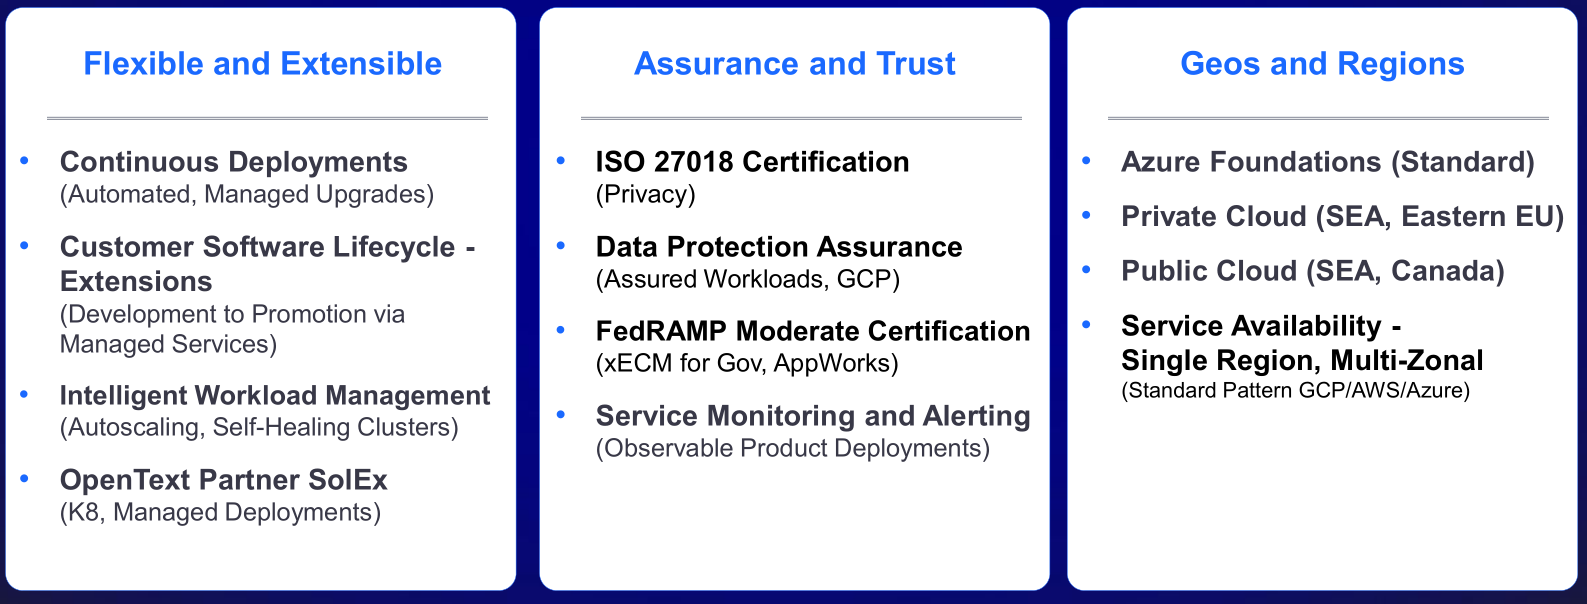 Flexible and Extensible
• Continuous Deployments
(Automated, Managed Upgrades)
• Customer Software Lifecycle -
Extensions
(Development to Promotion via
Managed Services)
• Intelligent Workload Management
(Autoscaling, Self-Healing Clusters)
• OpenText Partner SolEx
(K8, Managed Deployments)
Assurance and Trust
• ISO 27018 Certification
(Privacy)
• Data Protection Assurance
(Assured Workloads, GCP)
• FedRAMP Moderate Certification
(xECM for Gov, AppWorks)
• Service Monitoring and Alerting
(Observable Product Deployments)
Geos and Regions
• Azure Foundations (Standard)
• Private Cloud (SEA, Eastern EU)
• Public Cloud (SEA, Canada)
• Service Availability -
Single Region, Multi-Zonal
(Standard Pattern GCP/AWS/Azure)